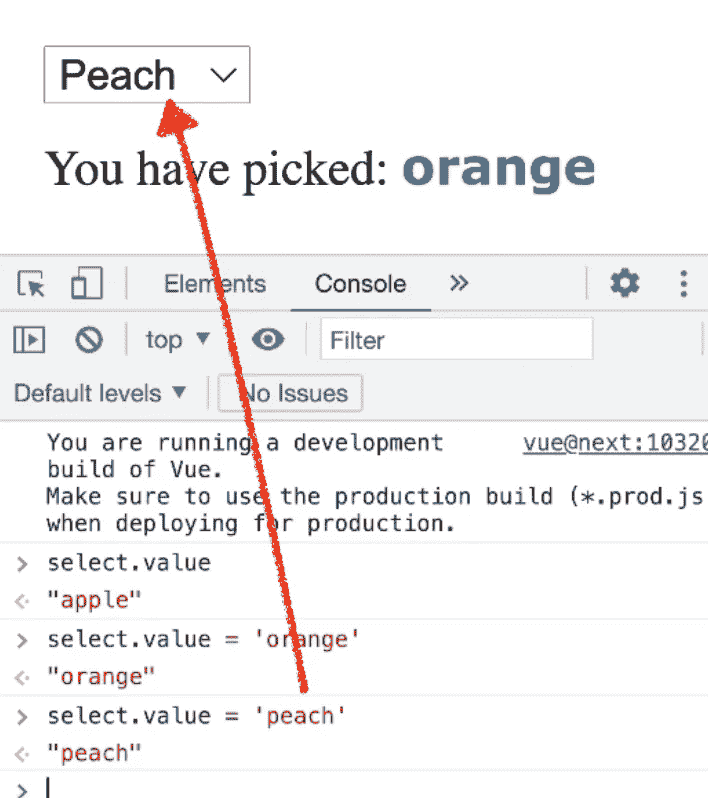 Peach
You have picked: orange
Elements Console
top Filter
Default levels No Issues
You are running a development vue@next:10320
build of Vue.
Make sure to use the production build (*.prod.js
when deploying for production.
> select.value
"apple"
> select.value = 'orange'
"orange"
> select.value = 'peach'
"peach"
>